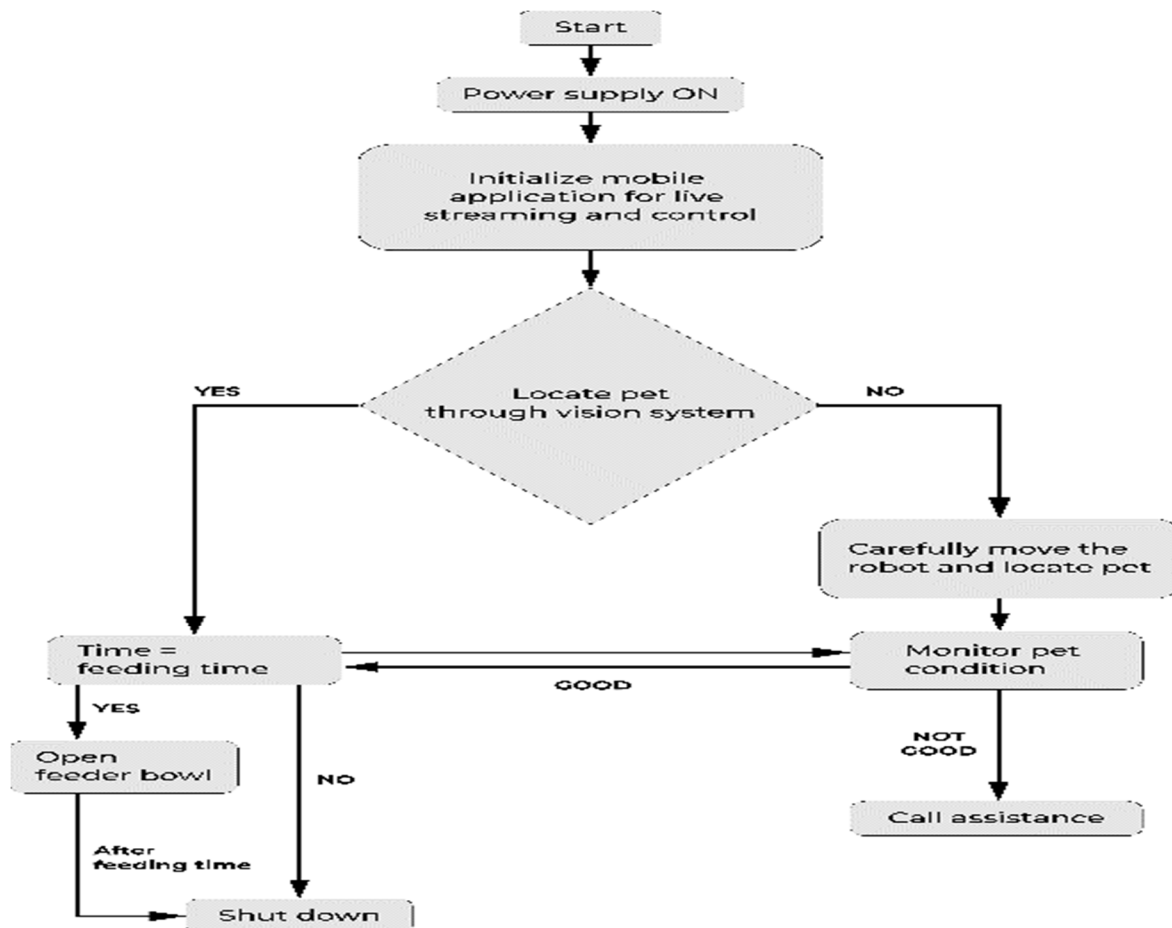 Start
Power supply ON
Initialize mobile
application for live
streaming and control
Locate pet
through vision system
YES
NO
Carefully move the
robot and locate pet
Time =
feeding time
Monitor pet
condition
GOOD
YES
NOT
GOOD
Open
feeder bowl
NO
Call assistance
After
feeding time
Shut down